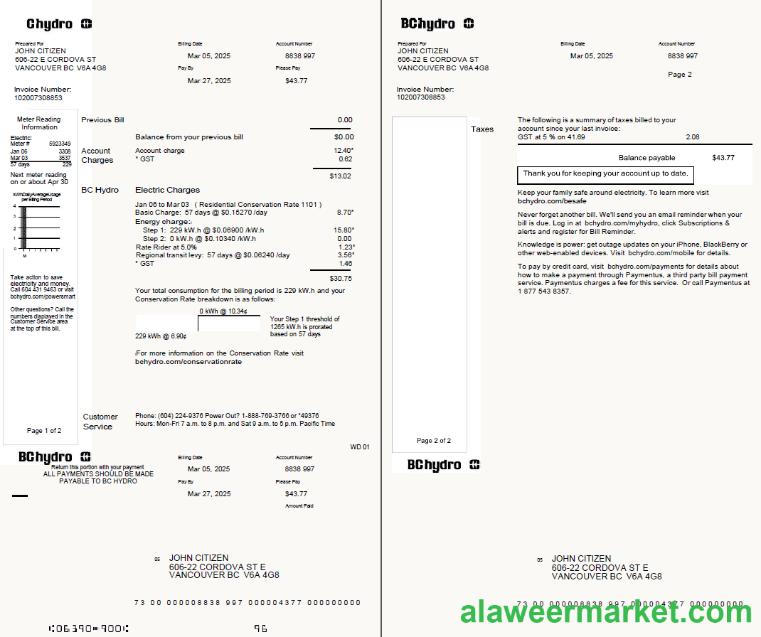 BChydro
Prepared For
JOHN CITIZEN
606-22 E CORDOVA ST
VANCOUVER BC V6A 4G8
Billing Date
Mar 05, 2025
Account Number
8838 997
Pay By
Mar 27, 2025
Please Pay
$43.77
Invoice Number:
102007308853
Meter Reading
Information
Electric:
Meter # 5923349
Jan 06 3308
Mar 03 3537
57 days 229
Next meter reading
on or about Apr 30
4
3
2
1
0
M
Take action to save
electricity and money.
Call 604 431 9463 or visit
bchydro.com/powersmart
Other questions? Call the
numbers displayed in the
Customer Service area
at the top of this bill.
Page 1 of 2
Previous Bill 0.00
Balance from your previous bill $0.00
Account
Charges
Account charge 12.40*
* GST 0.62
$13.02
BC Hydro Electric Charges
Jan 06 to Mar 03 ( Residential Conservation Rate 1101 )
Basic Charge: 57 days @ $0.15270 /day 8.70*
Energy charge:
Step 1: 229 kW.h @ $0.06900 /kW.h 15.80*
Step 2: 0 kW.h @ $0.10340 /kW.h 0.00
Rate Rider at 5.0% 1.23*
Regional transit levy: 57 days @ $0.06240 /day 3.56*
* GST 1.46
$30.75
Your total consumption for the billing period is 229 kW.h and your
Conservation Rate breakdown is as follows:
0 kWh @ 10.34¢
229 kWh @ 6.90¢
Your Step 1 threshold of
1265 kW.h is prorated
based on 57 days
For more information on the Conservation Rate visit
bchydro.com/conservationrate
Customer
Service
Phone: (604) 224-9376 Power Out? 1-888-769-3766 or *49376
Hours: Mon-Fri 7 a.m. to 8 p.m. and Sat 9 a.m. to 5 p.m. Pacific Time
WD.01
BChydro
Return this portion with your payment
ALL PAYMENTS SHOULD BE MADE
PAYABLE TO BC HYDRO
Billing Date
Mar 05, 2025
Account Number
8838 997
Pay By
Mar 27, 2025
Please Pay
$43.77
Amount Paid
JOHN CITIZEN
606-22 CORDOVA ST E
VANCOUVER BC V6A 4G8
73 00 000008838 997 000004377 000000000
BChydro
Prepared For
JOHN CITIZEN
606-22 E CORDOVA ST
VANCOUVER BC V6A 4G8
Billing Date
Mar 05, 2025
Account Number
8838 997
Page 2
Invoice Number:
102007308853
Taxes
The following is a summary of taxes billed to your
account since your last invoice:
GST at 5 % on 41.69 2.08
Balance payable $43.77
Thank you for keeping your account up to date.
Keep your family safe around electricity. To learn more visit
bchydro.com/besafe
Never forget another bill. We'll send you an email reminder when your
bill is due. Log in at bchydro.com/myhydro, click Subscriptions &
alerts and register for Bill Reminder.
Knowledge is power: get outage updates on your iPhone, BlackBerry or
other web-enabled devices. Visit bchydro.com/mobile for details.
To pay by credit card, visit bchydro.com/payments for details about
how to make a payment through Paymentus, a third party bill payment
service. Paymentus charges a fee for this service. Or call Paymentus at
1 877 543 8357.
Page 2 of 2
BChydro
JOHN CITIZEN
606-22 CORDOVA ST E
VANCOUVER BC V6A 4G8
73 00 000008838 997 000004377 000000000
alaweermarket.com